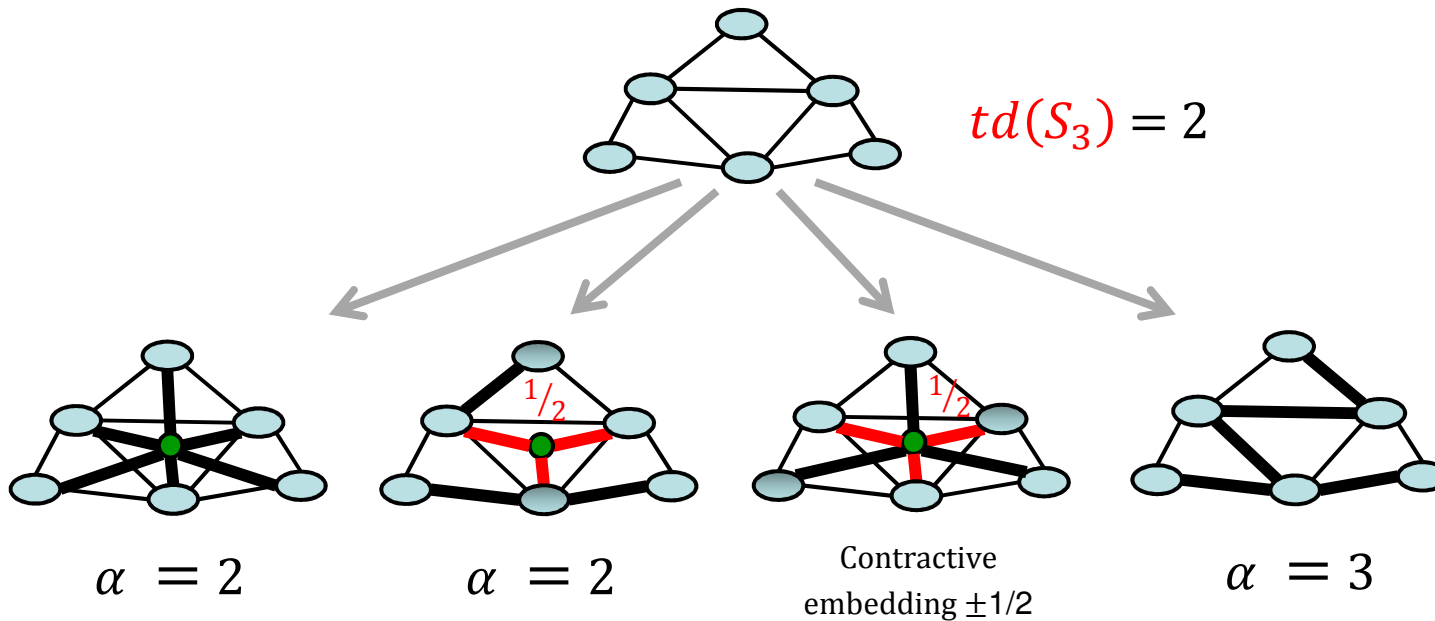 td(S₃) = 2
1/2
1/2
α = 2
α = 2
Contractive
embedding ±1/2
α = 3